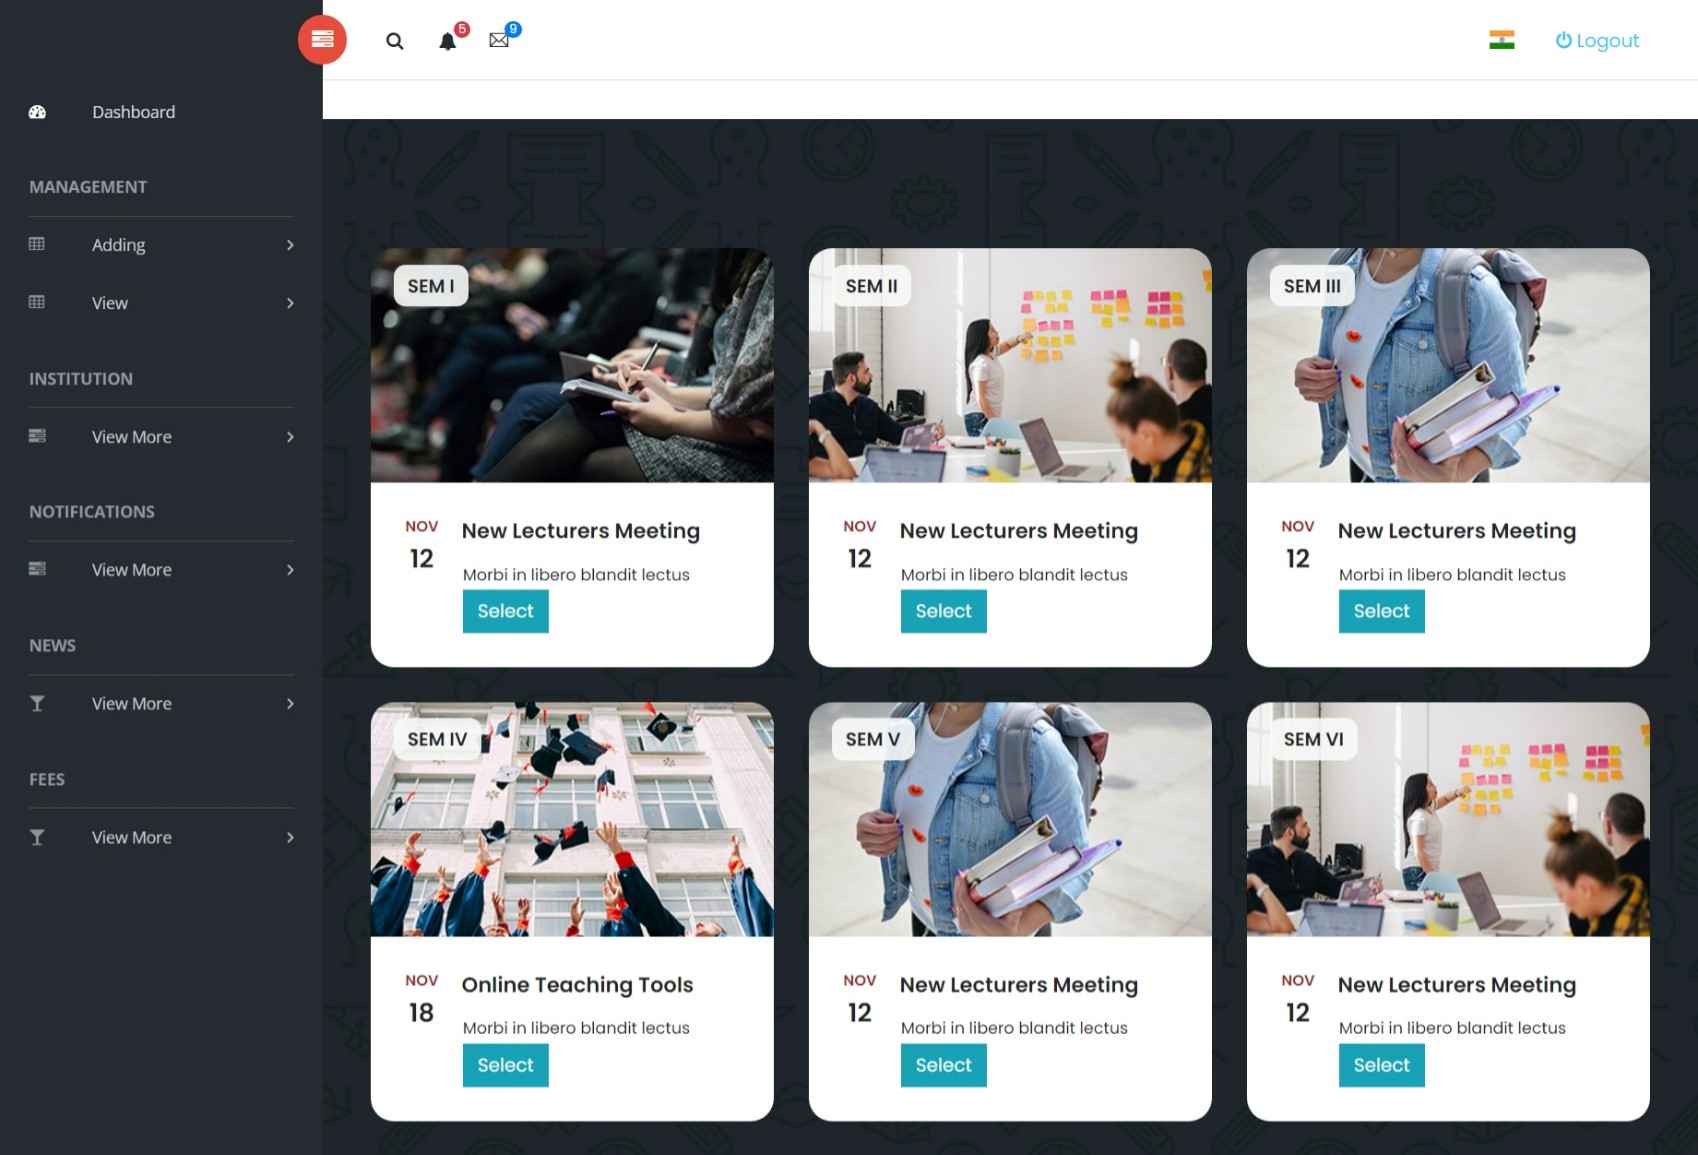 5
9
Logout
Dashboard
MANAGEMENT
Adding
View
INSTITUTION
View More
NOTIFICATIONS
View More
NEWS
View More
FEES
View More
SEM I
NOV
12
New Lecturers Meeting
Morbi in libero blandit lectus
Select
SEM II
NOV
12
New Lecturers Meeting
Morbi in libero blandit lectus
Select
SEM III
NOV
12
New Lecturers Meeting
Morbi in libero blandit lectus
Select
SEM IV
NOV
18
Online Teaching Tools
Morbi in libero blandit lectus
Select
SEM V
NOV
12
New Lecturers Meeting
Morbi in libero blandit lectus
Select
SEM VI
NOV
12
New Lecturers Meeting
Morbi in libero blandit lectus
Select